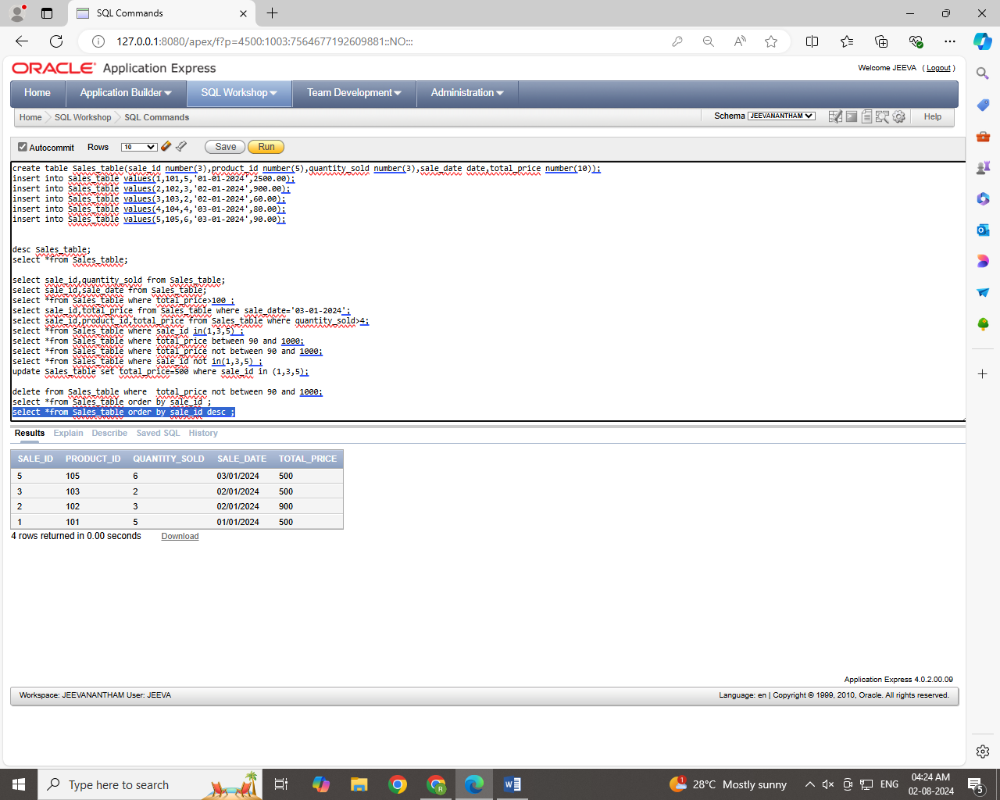 SQL Commands
127.0.0.1:8080/apex/f?p=4500:1003:7564677192609881::NO:::
ORACLE Application Express
Welcome JEEVA ( Logout )
Home Application Builder SQL Workshop Team Development Administration
Home SQL Workshop SQL Commands Schema JEEVANANTHAM Help
Autocommit Rows 10 Save Run
create table Sales_table(sale_id number(3),product_id number(5),quantity_sold number(3),sale_date date,total_price number(10));
insert into Sales_table values(1,101,5,'01-01-2024',2500.00);
insert into Sales_table values(2,102,3,'02-01-2024',900.00);
insert into Sales_table values(3,103,2,'02-01-2024',60.00);
insert into Sales_table values(4,104,4,'03-01-2024',80.00);
insert into Sales_table values(5,105,6,'03-01-2024',90.00);
desc Sales_table;
select *from Sales_table;
select sale_id,quantity_sold from Sales_table;
select sale_id,sale_date from Sales_table;
select *from Sales_table where total_price>100 ;
select sale_id,total_price from Sales_table where sale_date='03-01-2024';
select sale_id,product_id,total_price from Sales_table where quantity_sold>4;
select *from Sales_table where sale_id in(1,3,5) ;
select *from Sales_table where total_price between 90 and 1000;
select *from Sales_table where total_price not between 90 and 1000;
select *from Sales_table where sale_id not in(1,3,5) ;
update Sales_table set total_price=500 where sale_id in (1,3,5);
delete from Sales_table where  total_price not between 90 and 1000;
select *from Sales_table order by sale_id ;
select *from Sales_table order by sale_id desc ;
Results Explain Describe Saved SQL History
SALE_ID PRODUCT_ID QUANTITY_SOLD SALE_DATE TOTAL_PRICE
5 105 6 03/01/2024 500
3 103 2 02/01/2024 500
2 102 3 02/01/2024 900
1 101 5 01/01/2024 500
4 rows returned in 0.00 seconds Download
Application Express 4.0.2.00.09
Workspace: JEEVANANTHAM User: JEEVA Language: en | Copyright © 1999, 2010, Oracle. All rights reserved.
Type here to search 1 28°C Mostly sunny ENG 04:24 AM
02-08-2024 5